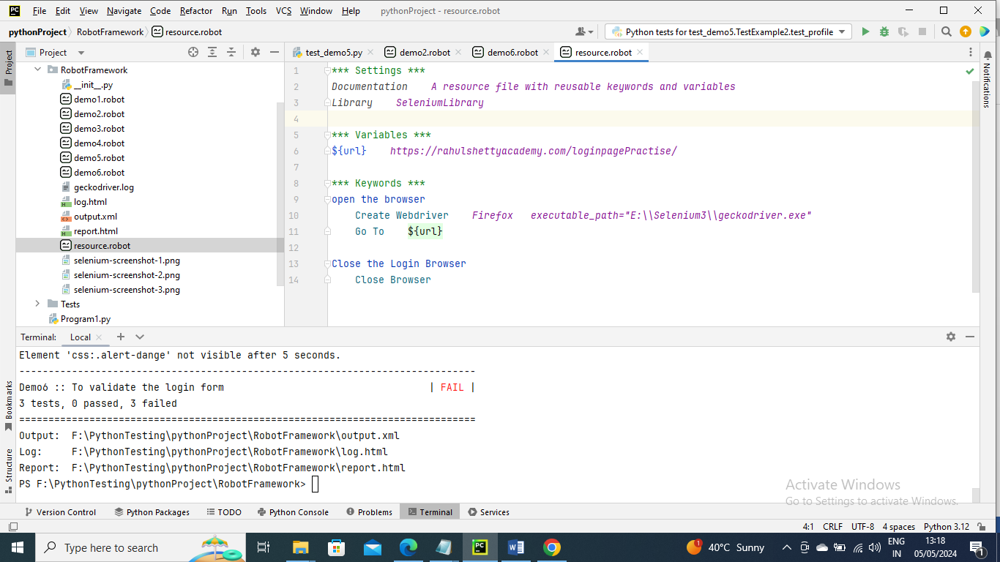 PC File Edit View Navigate Code Refactor Run Tools VCS Window Help pythonProject - resource.robot
pythonProject RobotFramework resource.robot Python tests for test_demo5.TestExample2.test_profile
Project
Project
test_demo5.py demo2.robot demo6.robot resource.robot
Notifications
RobotFramework
__init__.py
demo1.robot
demo2.robot
demo3.robot
demo4.robot
demo5.robot
demo6.robot
geckodriver.log
log.html
output.xml
report.html
resource.robot
selenium-screenshot-1.png
selenium-screenshot-2.png
selenium-screenshot-3.png
Tests
Program1.py
1 *** Settings ***
2 Documentation    A resource file with reusable keywords and variables
3 Library    SeleniumLibrary
4
5 *** Variables ***
6 ${url}    https://rahulshettyacademy.com/loginpagePractise/
7
8 *** Keywords ***
9 open the browser
10     Create Webdriver    Firefox   executable_path="E:\\Selenium3\\geckodriver.exe"
11     Go To    ${url}
12
13 Close the Login Browser
14     Close Browser
Terminal: Local
Element 'css:.alert-dange' not visible after 5 seconds.
------------------------------------------------------------------------------
Demo6 :: To validate the login form                                   | FAIL |
3 tests, 0 passed, 3 failed
==============================================================================
Output:  F:\PythonTesting\pythonProject\RobotFramework\output.xml
Log:     F:\PythonTesting\pythonProject\RobotFramework\log.html
Report:  F:\PythonTesting\pythonProject\RobotFramework\report.html
PS F:\PythonTesting\pythonProject\RobotFramework>
Bookmarks
Structure
Activate Windows
Go to Settings to activate Windows.
Version Control Python Packages TODO Python Console Problems Terminal Services
4:1 CRLF UTF-8 4 spaces Python 3.12
Type here to search
PC
W
1
40°C Sunny
ENG
IN
13:18
05/05/2024
1